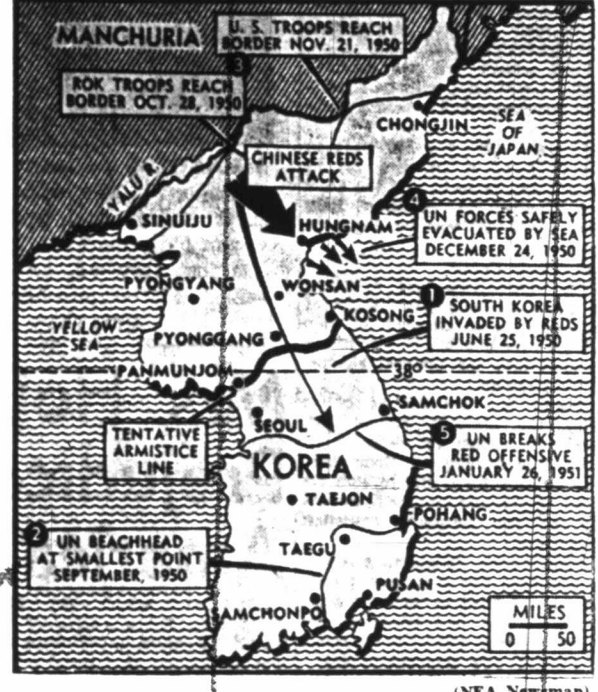 MANCHURIA
U. S. TROOPS REACH
BORDER NOV. 21, 1950
3
ROK TROOPS REACH
BORDER OCT. 28, 1950
CHONGJIN
SEA
OF
JAPAN
CHINESE REDS
ATTACK
YALU R.
SINUIJU
HUNGNAM
4
UN FORCES SAFELY
EVACUATED BY SEA
DECEMBER 24, 1950
PYONGYANG
WONSAN
1
SOUTH KOREA
INVADED BY REDS
JUNE 25, 1950
KOSONG
YELLOW
SEA
PYONGGANG
PANMUNJOM
38°
SAMCHOK
SEOUL
TENTATIVE
ARMISTICE
LINE
5
UN BREAKS
RED OFFENSIVE
JANUARY 26, 1951
KOREA
TAEJON
POHANG
2
UN BEACHHEAD
AT SMALLEST POINT
SEPTEMBER, 1950
TAEGU
PUSAN
AMCHONPO
MILES
0 50
(NEA Newsmap)